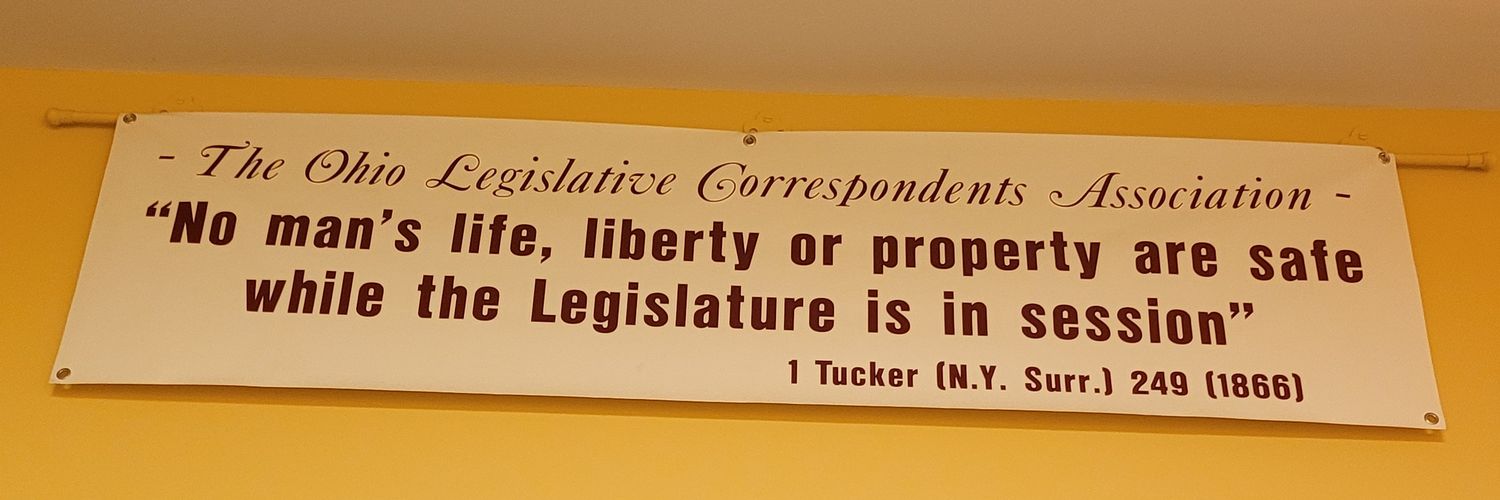 - The Ohio Legislative Correspondents Association -
“No man’s life, liberty or property are safe
while the Legislature is in session”
1 Tucker (N.Y. Surr.) 249 (1866)